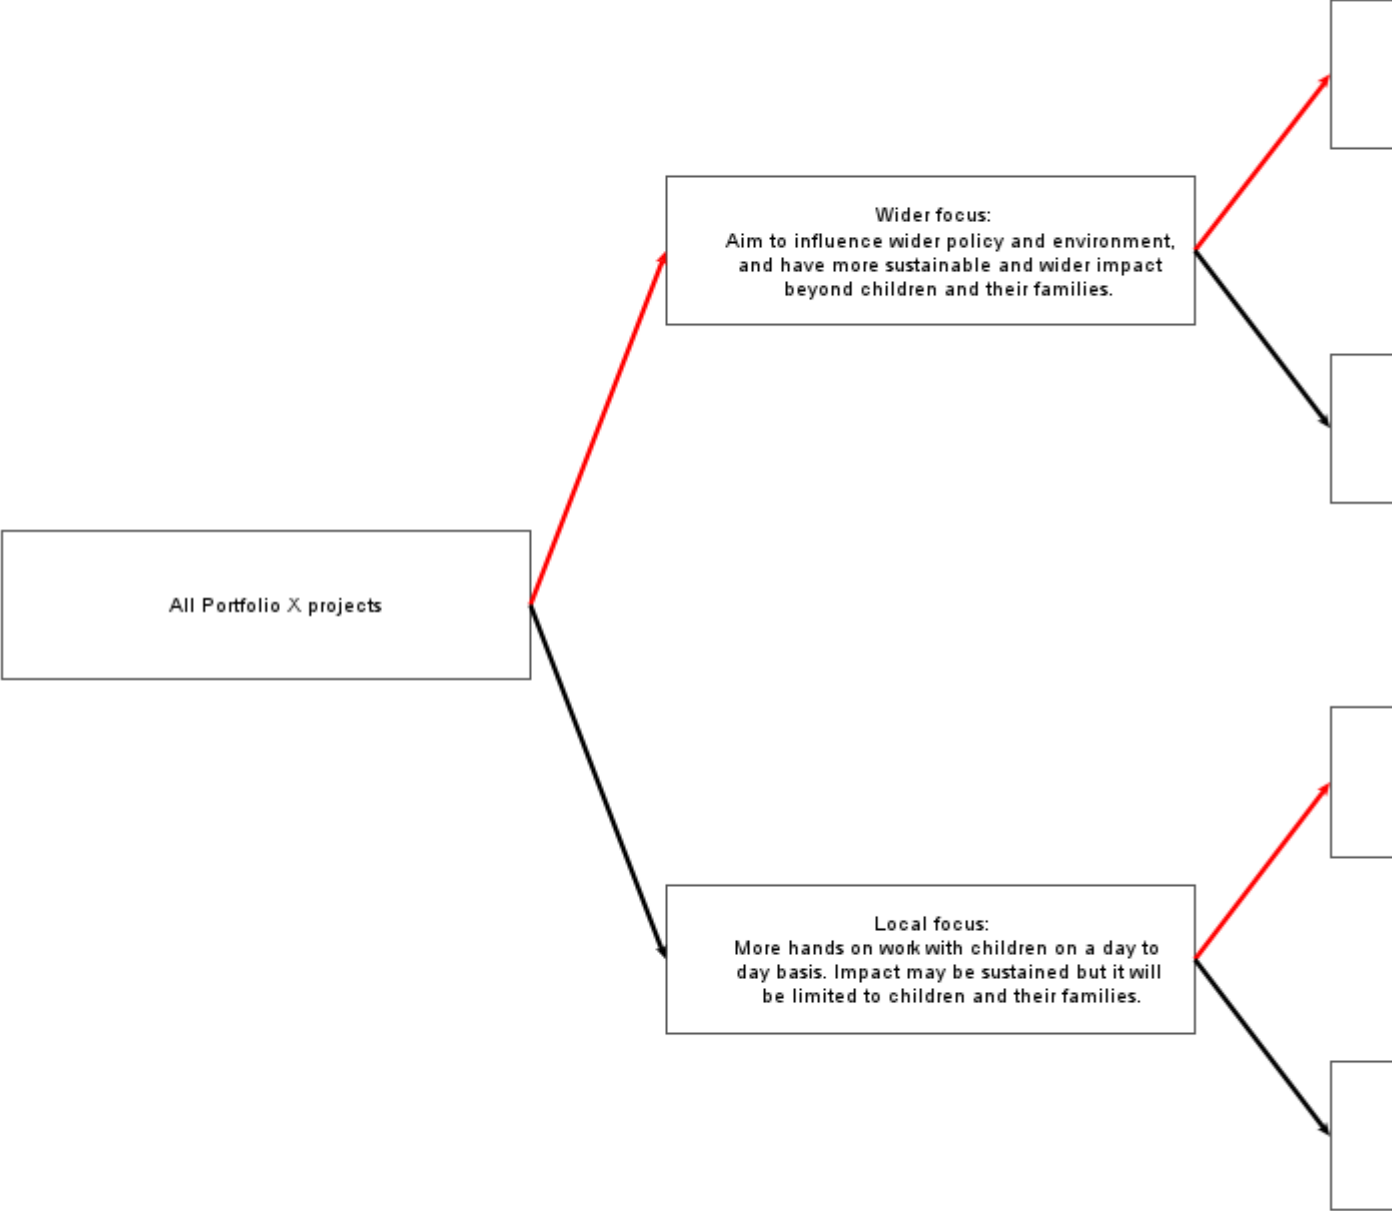 Wider focus:
Aim to influence wider policy and environment,
and have more sustainable and wider impact
beyond children and their families.
All Portfolio X projects
Local focus:
More hands on work with children on a day to
day basis. Impact may be sustained but it will
be limited to children and their families.